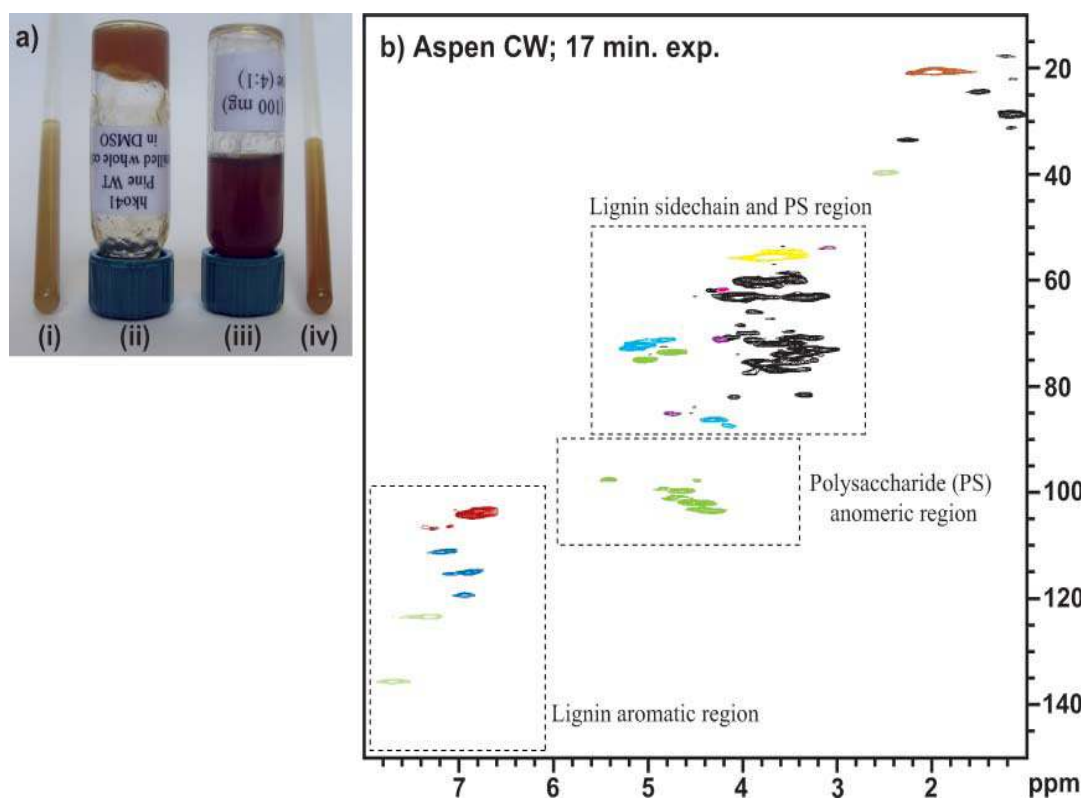 a)
hko41
Pine WT
whole
in DMSO
(100 mg)
(4:1)
(i)
(ii)
(iii)
(iv)
b) Aspen CW; 17 min. exp.
Lignin sidechain and PS region
Polysaccharide (PS)
anomeric region
Lignin aromatic region
20
40
60
80
100
120
140
7 6 5 4 3 2 ppm